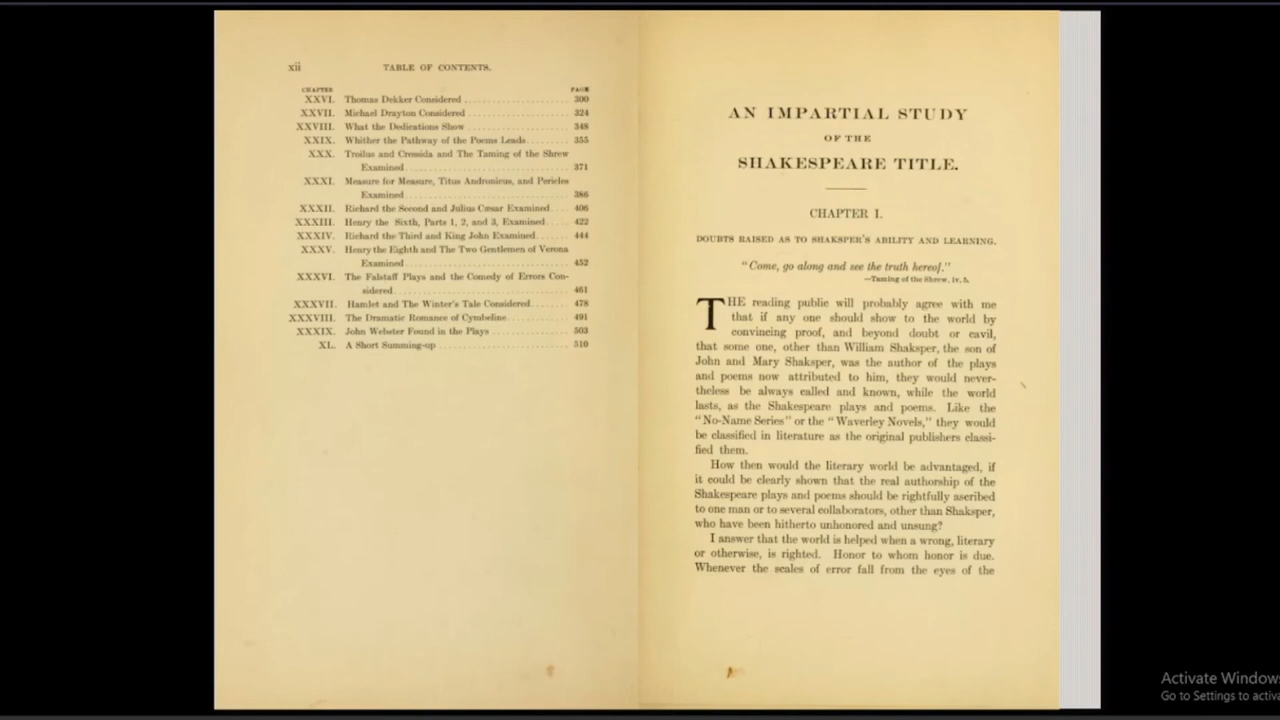 xii
TABLE OF CONTENTS.
CHAPTER PAGE
XXVI. Thomas Dekker Considered 300
XXVII. Michael Drayton Considered 324
XXVIII. What the Dedications Show 348
XXIX. Whither the Pathway of the Poems Leads 355
XXX. Troilus and Cressida and The Taming of the Shrew
Examined 371
XXXI. Measure for Measure, Titus Andronicus, and Pericles
Examined 386
XXXII. Richard the Second and Julius Cæsar Examined 406
XXXIII. Henry the Sixth, Parts 1, 2, and 3, Examined 422
XXXIV. Richard the Third and King John Examined 444
XXXV. Henry the Eighth and The Two Gentlemen of Verona
Examined 452
XXXVI. The Falstaff Plays and the Comedy of Errors Con-
sidered 461
XXXVII. Hamlet and The Winter's Tale Considered 478
XXXVIII. The Dramatic Romance of Cymbeline 491
XXXIX. John Webster Found in the Plays 503
XL. A Short Summing-up 510
AN IMPARTIAL STUDY
OF THE
SHAKESPEARE TITLE.
CHAPTER I.
DOUBTS RAISED AS TO SHAKSPER'S ABILITY AND LEARNING.
"Come, go along and see the truth hereof."
—Taming of the Shrew, iv, 5.
THE reading public will probably agree with me
that if any one should show to the world by
convincing proof, and beyond doubt or cavil,
that some one, other than William Shaksper, the son of
John and Mary Shaksper, was the author of the plays
and poems now attributed to him, they would never-
theless be always called and known, while the world
lasts, as the Shakespeare plays and poems. Like the
"No-Name Series" or the "Waverley Novels," they would
be classified in literature as the original publishers classi-
fied them.
How then would the literary world be advantaged, if
it could be clearly shown that the real authorship of the
Shakespeare plays and poems should be rightfully ascribed
to one man or to several collaborators, other than Shaksper,
who have been hitherto unhonored and unsung?
I answer that the world is helped when a wrong, literary
or otherwise, is righted. Honor to whom honor is due.
Whenever the scales of error fall from the eyes of the
Activate Windows
Go to Settings to activa